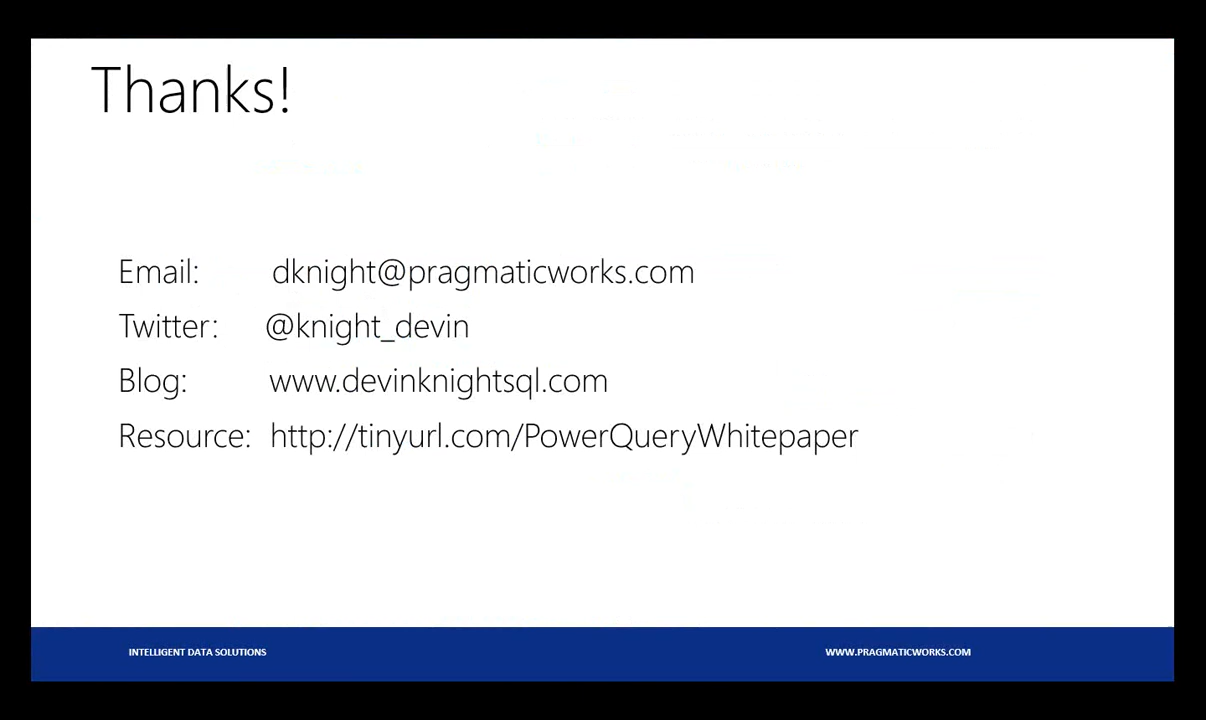 Thanks!
Email: dknight@pragmaticworks.com
Twitter: @knight_devin
Blog: www.devinknightsql.com
Resource: http://tinyurl.com/PowerQueryWhitepaper
INTELLIGENT DATA SOLUTIONS
WWW.PRAGMATICWORKS.COM